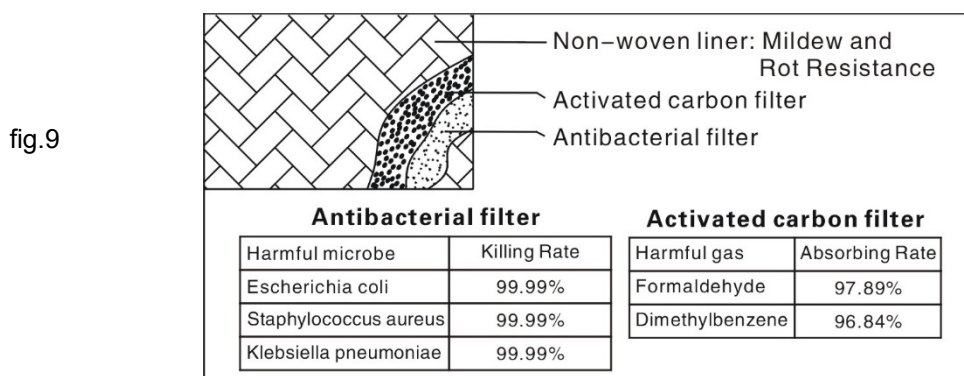 fig.9
Non-woven liner: Mildew and
Rot Resistance
Activated carbon filter
Antibacterial filter
Antibacterial filter
Harmful microbe Killing Rate
Escherichia coli 99.99%
Staphylococcus aureus 99.99%
Klebsiella pneumoniae 99.99%
Activated carbon filter
Harmful gas Absorbing Rate
Formaldehyde 97.89%
Dimethylbenzene 96.84%